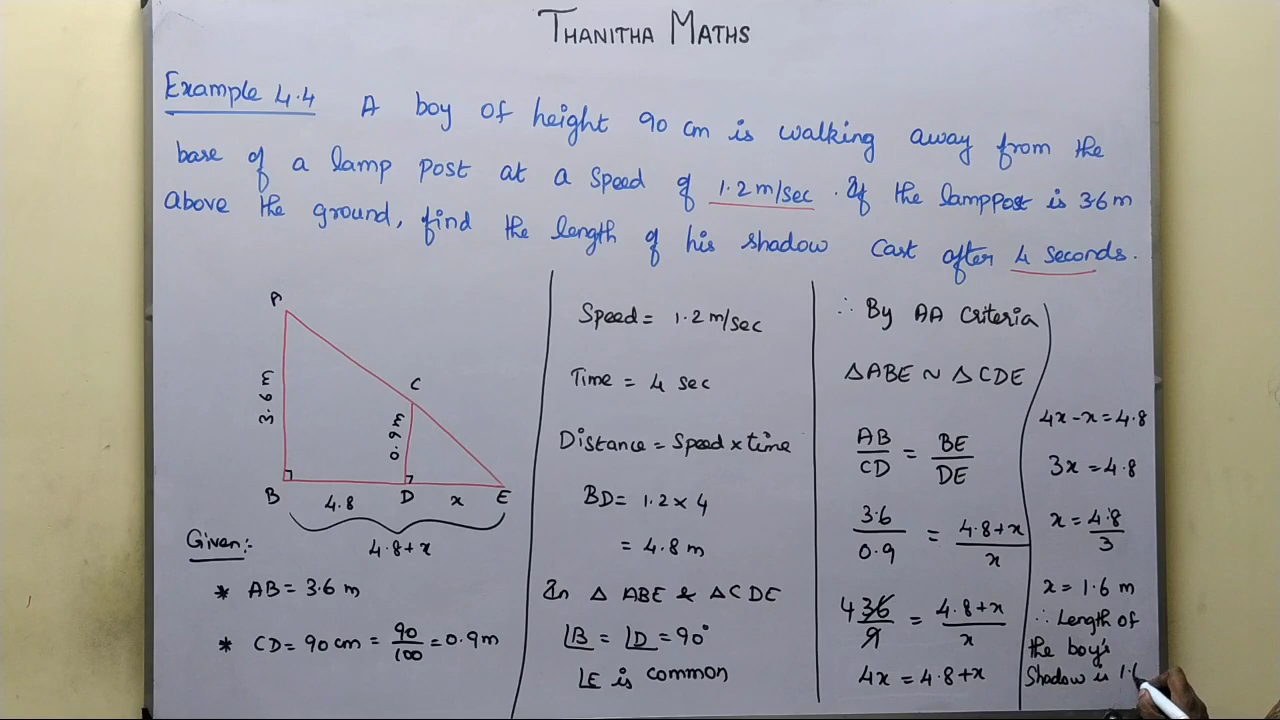 THANITHA MATHS
Example 4.4 A boy of height 90 cm is walking away from the
base of a lamp post at a speed of 1.2 m/sec. If the lamppost is 36 m
above the ground, find the length of his shadow cast after 4 seconds.
A
3.6 m
C
0.9 m
B
4.8
D
x
E
4.8+x
Given:-
* AB = 3.6 m
* CD = 90 cm = 90/100 = 0.9 m
Speed = 1.2 m/sec
Time = 4 sec
Distance = Speed × time
BD = 1.2 × 4
= 4.8 m
In △ ABE & △CDE
∠B = ∠D = 90°
∠E is common
∴ By AA Criteria
△ABE ~ △CDE
AB/CD = BE/DE
3.6/0.9 = 4.8+x/x
4 36/9 = 4.8+x/x
4x = 4.8+x
4x-x = 4.8
3x = 4.8
x = 4.8/3
x = 1.6 m
∴ Length of
the boy's
Shadow is 1.6